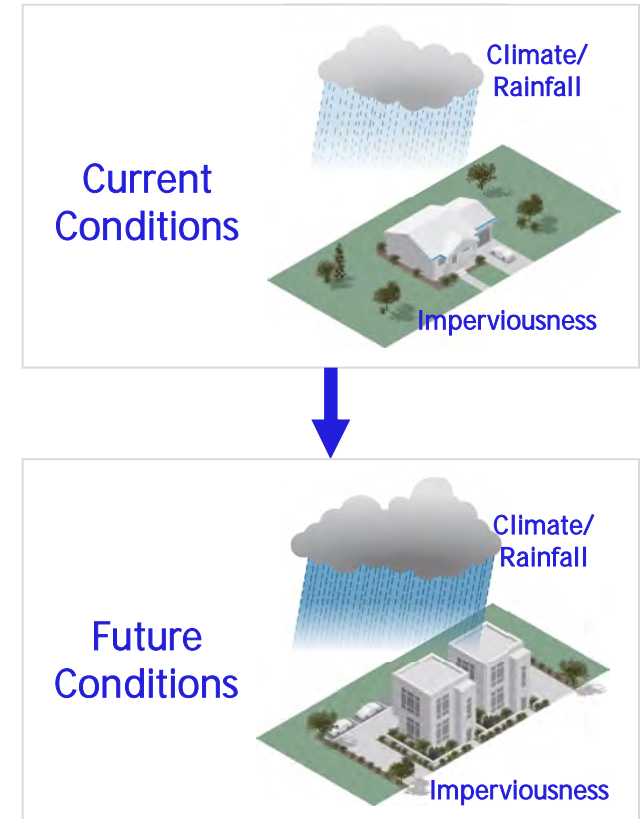 Climate/
Rainfall
Current
Conditions
Imperviousness
Climate/
Rainfall
Future
Conditions
Imperviousness